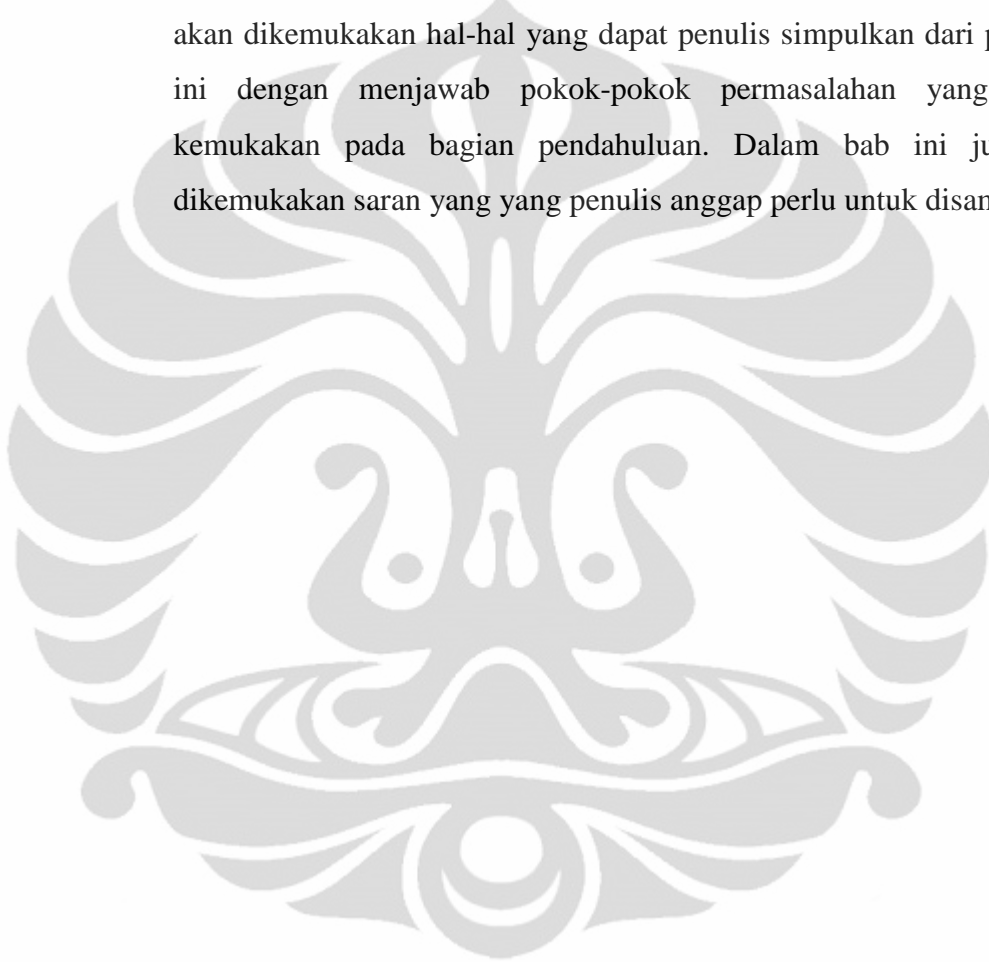 akan dikemukakan hal-hal yang dapat penulis simpulkan dari
ini dengan menjawab pokok-pokok permasalahan yang
kemukakan pada bagian pendahuluan. Dalam bab ini
dikemukakan saran yang yang penulis anggap perlu untuk